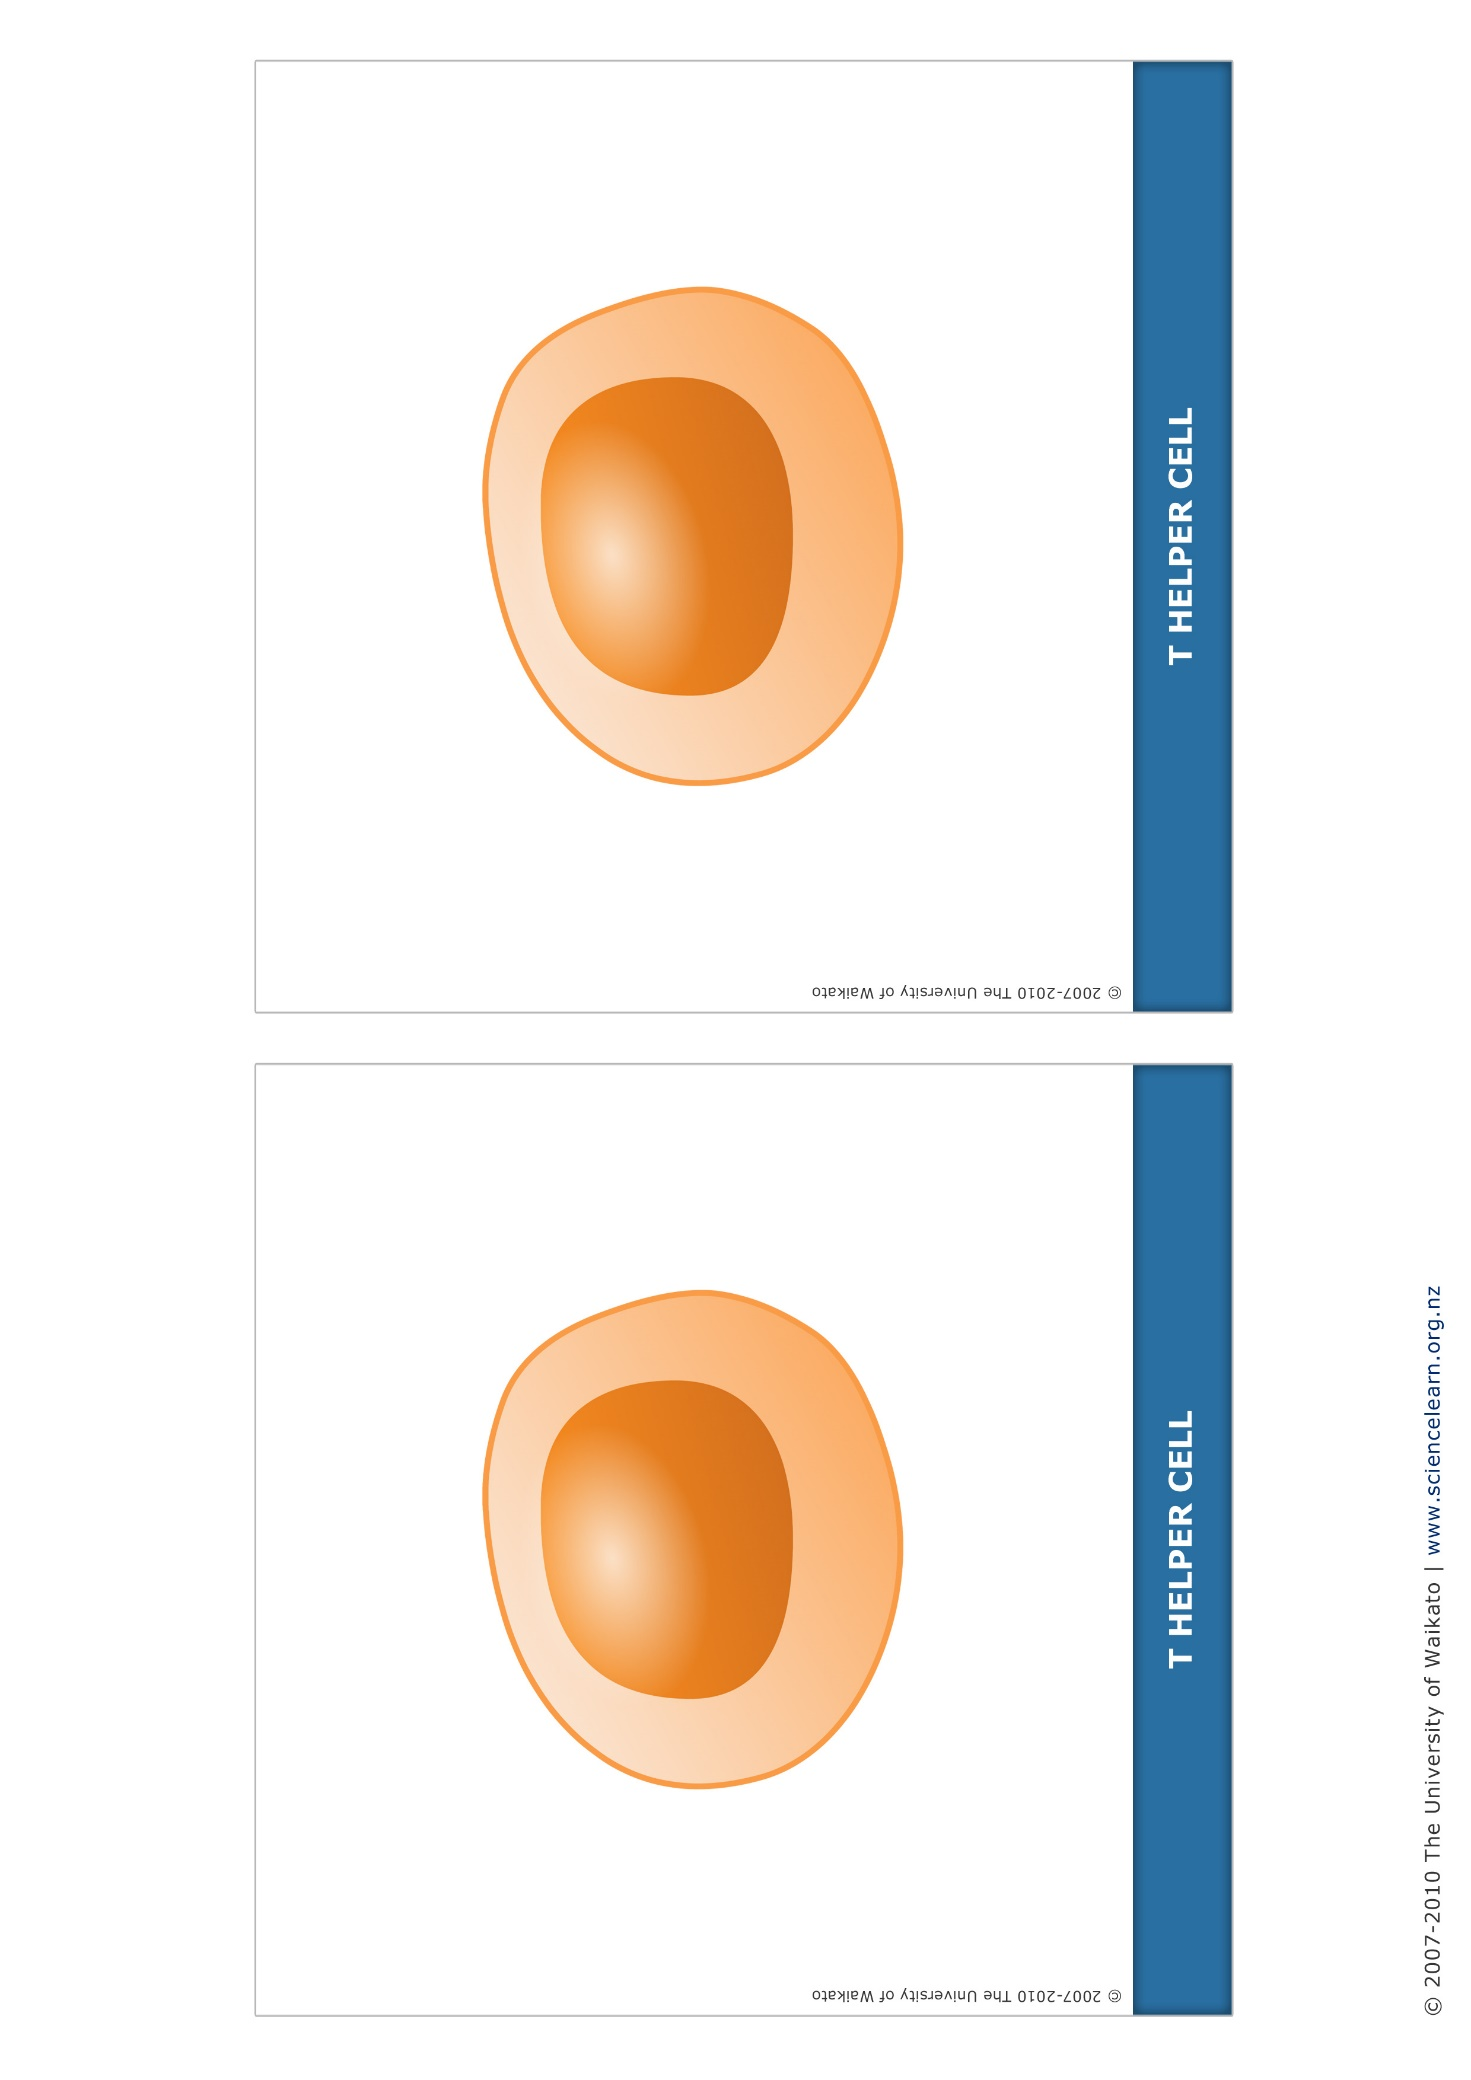 T HELPER CELL
© 2007-2010 The University of Waikato
T HELPER CELL
© 2007-2010 The University of Waikato
© 2007-2010 The University of Waikato | www.sciencelearn.org.nz